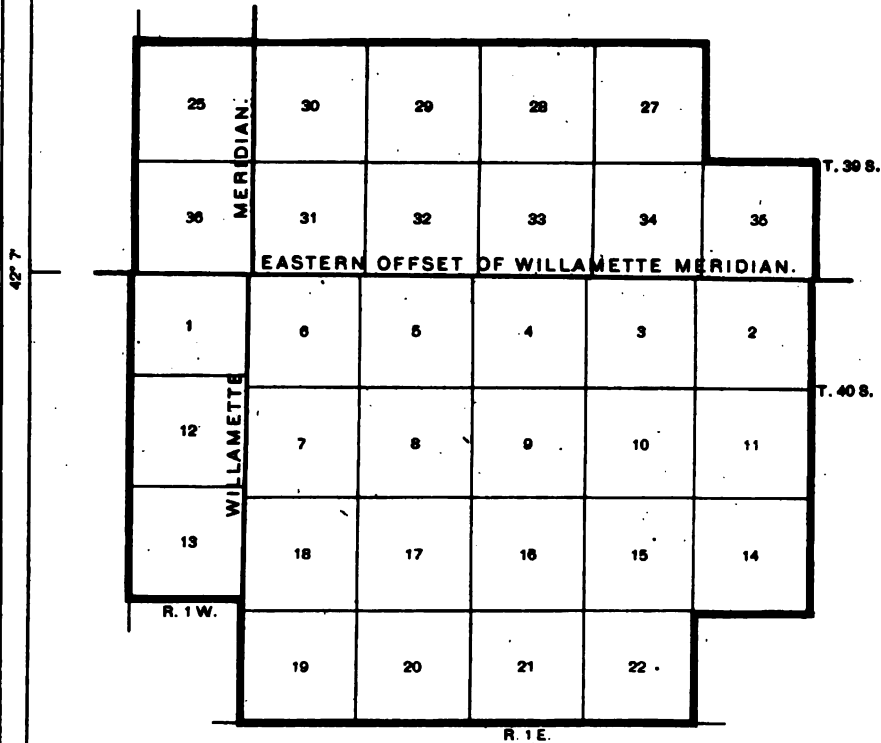 25 30 29 28 27
MERIDIAN.
T. 39 S.
36 31 32 33 34 35
42° 7'
EASTERN OFFSET OF WILLAMETTE MERIDIAN.
1 6 5 4 3 2
T. 40 S.
WILLAMETTE
12 7 8 9 10 11
13 18 17 16 15 14
R. 1 W.
19 20 21 22
R. 1 E.